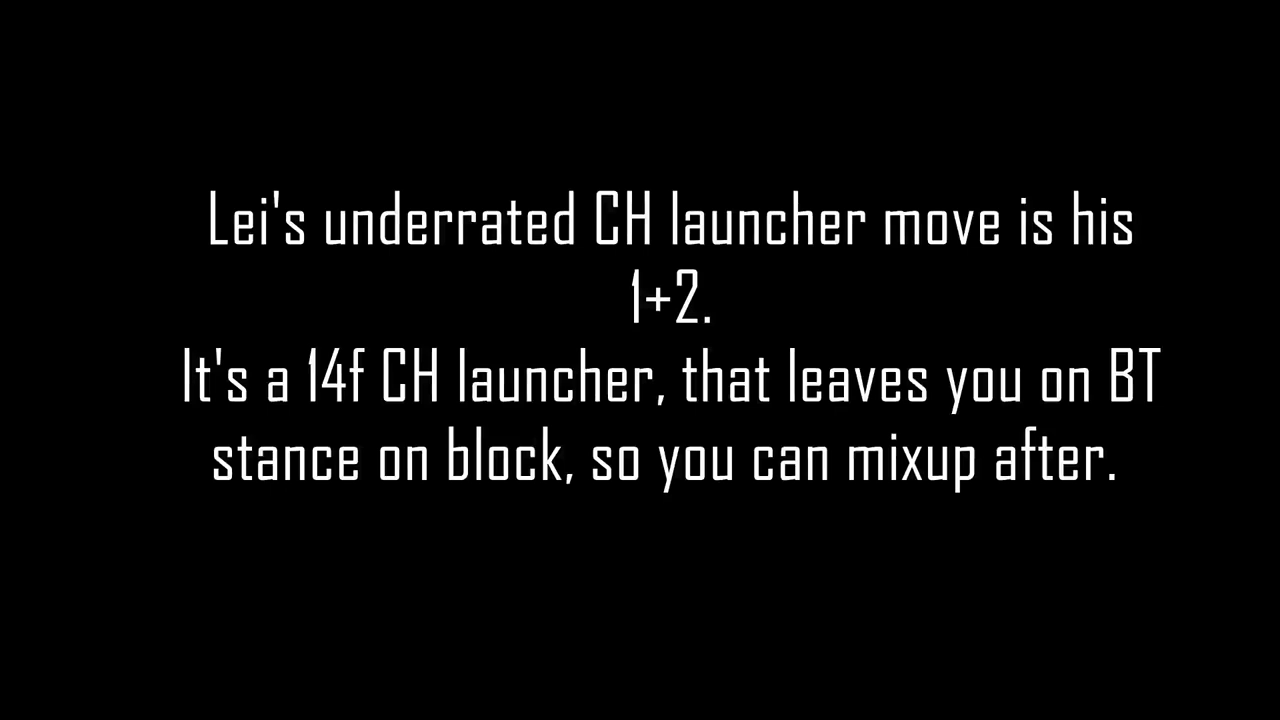 Lei's underrated CH launcher move is his
1+2.
It's a 14f CH launcher, that leaves you on BT
stance on block, so you can mixup after.